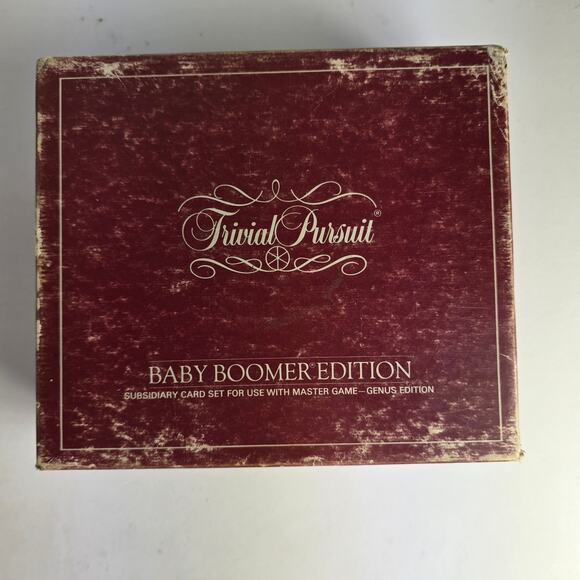 Trivial Pursuit®
BABY BOOMER EDITION
SUBSIDIARY CARD SET FOR USE WITH MASTER GAME—GENUS EDITION